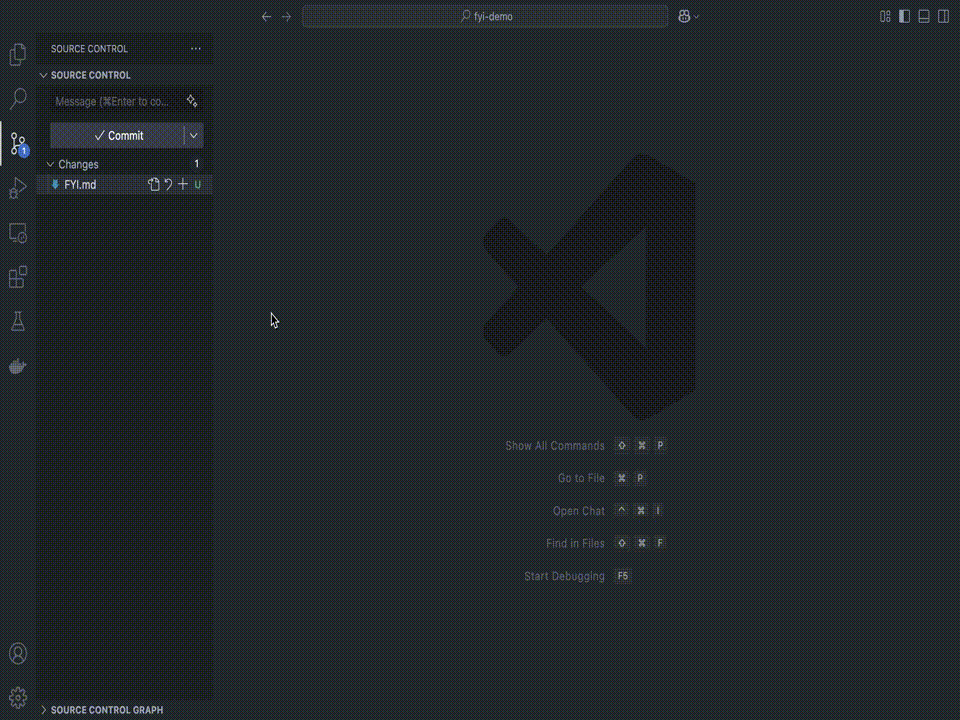 fyi-demo
SOURCE CONTROL
SOURCE CONTROL
Message (⌘Enter to co...
Commit
1
Changes 1
FYI.md U
Show All Commands ⇧ ⌘ P
Go to File ⌘ P
Open Chat ^ ⌘ I
Find in Files ⇧ ⌘ F
Start Debugging F5
SOURCE CONTROL GRAPH